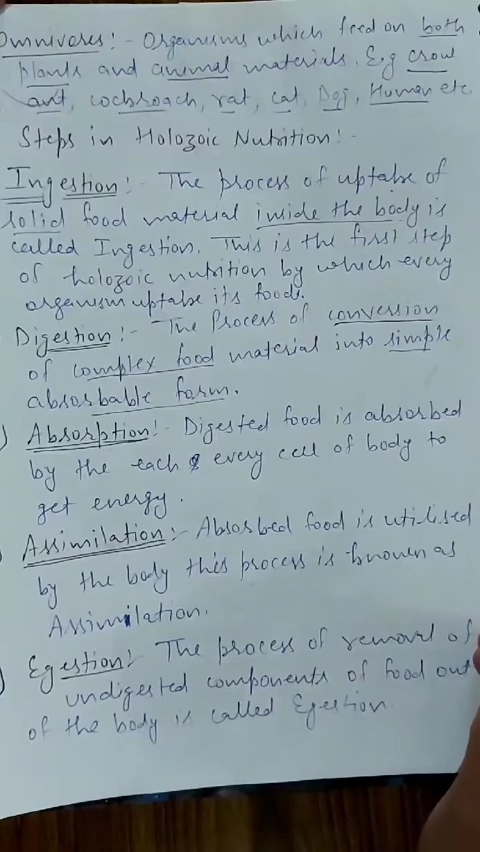 Omnivores:- Organisms which feed on both
plants and animal materials. E.g crow
ant, cockroach, rat, cat, Dog, Human etc.
Steps in Holozoic Nutrition:-
Ingestion:- The process of uptake of
solid food material inside the body is
called Ingestion. This is the first step
of holozoic nutrition by which every
organism uptake its food.
Digestion:- The Process of conversion
of complex food material into simple
absorbable form.
) Absorption:- Digested food is absorbed
by the each & every cell of body to
get energy.
Assimilation:- Absorbed food is utilised
by the body this process is known as
Assimilation.
) Egestion:- The process of removal of
undigested components of food out
of the body is called Egestion.